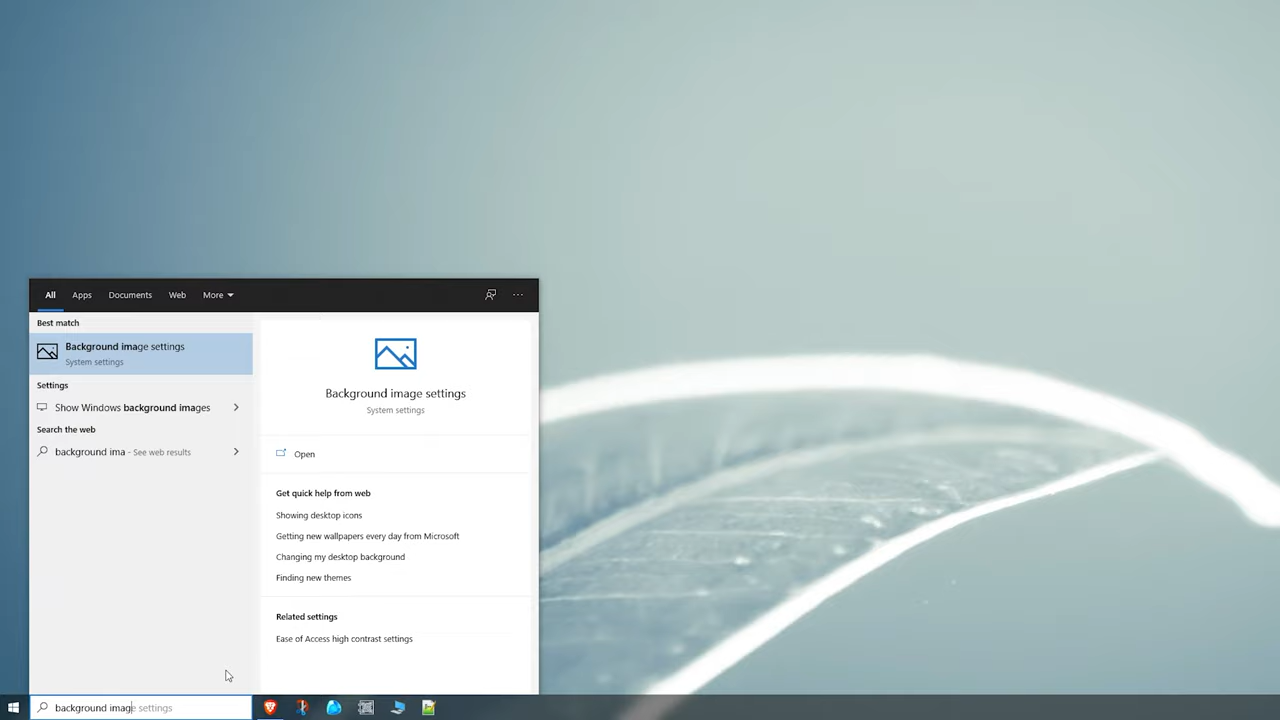 All Apps Documents Web More
Best match
Background image settings
System settings
Settings
Show Windows background images
Search the web
background ima - See web results
Background image settings
System settings
Open
Get quick help from web
Showing desktop icons
Getting new wallpapers every day from Microsoft
Changing my desktop background
Finding new themes
Related settings
Ease of Access high contrast settings
background image settings